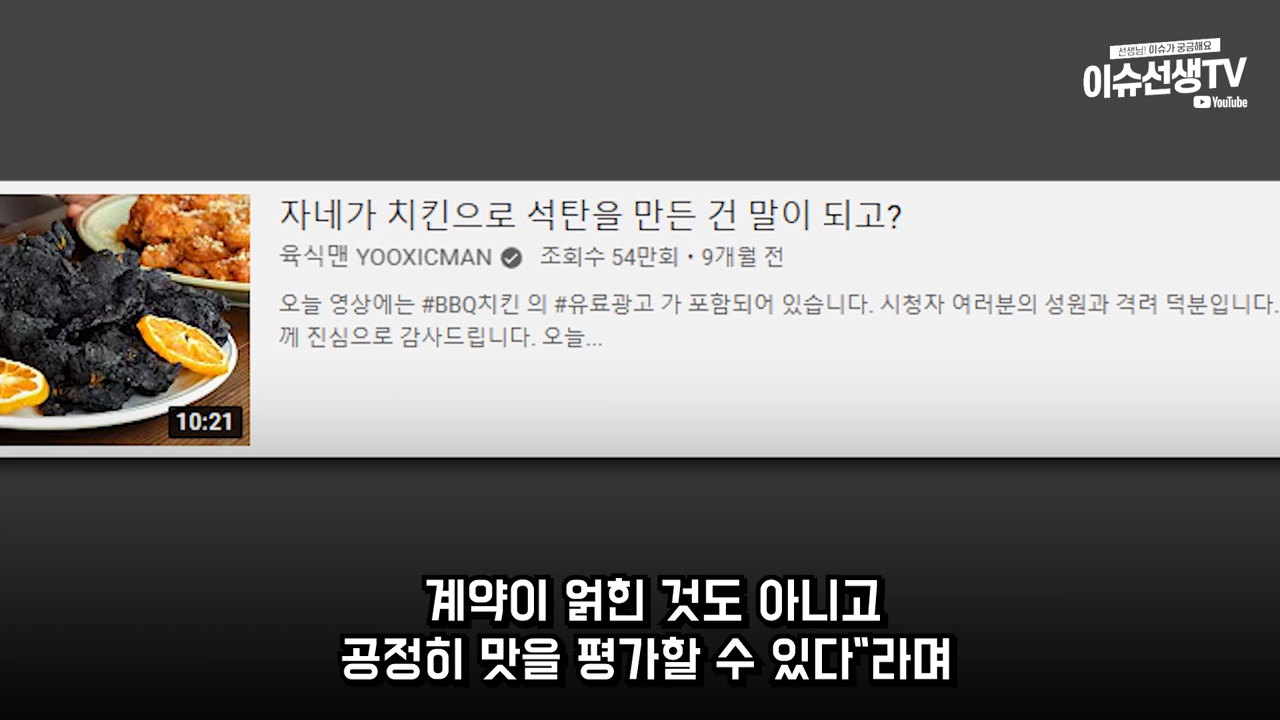 선생님! 이슈가 궁금해요
이슈선생TV
YouTube
자네가 치킨으로 석탄을 만든 건 말이 되고?
육식맨 YOOXICMAN 조회수 54만회 • 9개월 전
오늘 영상에는 #BBQ치킨 의 #유료광고 가 포함되어 있습니다. 시청자 여러분의 성원과 격려 덕분입니다.
께 진심으로 감사드립니다. 오늘...
10:21
계약이 얽힌 것도 아니고
공정히 맛을 평가할 수 있다"라며